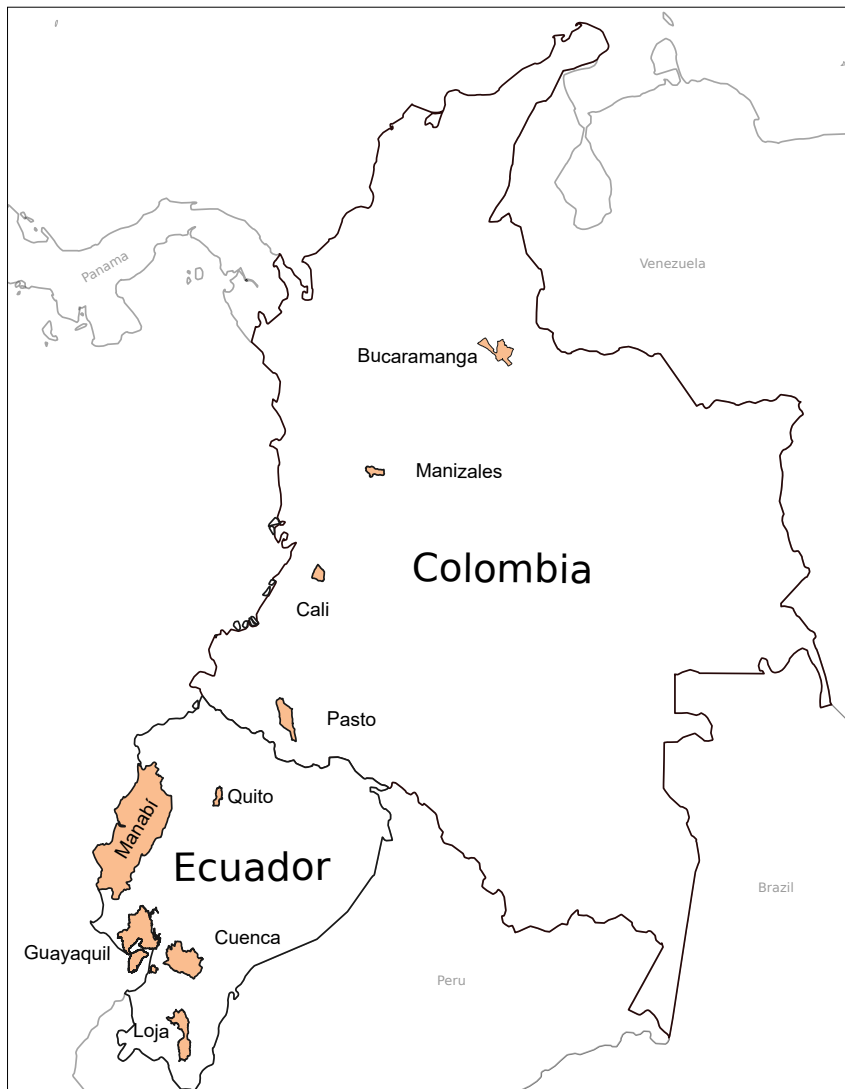 Panama
Venezuela
Bucaramanga
Manizales
Colombia
Cali
Pasto
Quito
Manabí
Ecuador
Brazil
Cuenca
Guayaquil
Peru
Loja